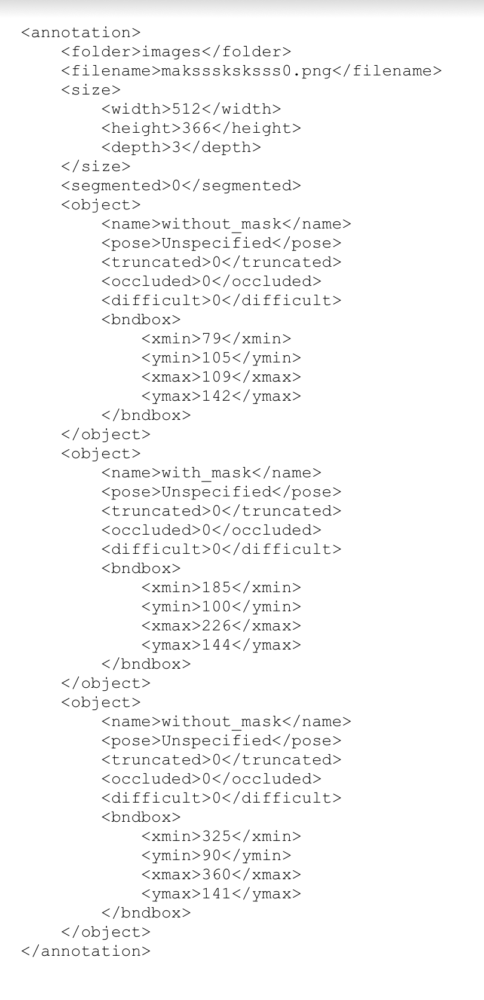 <annotation>
    <folder>images</folder>
    <filename>maksssksksss0.png</filename>
    <size>
        <width>512</width>
        <height>366</height>
        <depth>3</depth>
    </size>
    <segmented>0</segmented>
    <object>
        <name>without_mask</name>
        <pose>Unspecified</pose>
        <truncated>0</truncated>
        <occluded>0</occluded>
        <difficult>0</difficult>
        <bndbox>
            <xmin>79</xmin>
            <ymin>105</ymin>
            <xmax>109</xmax>
            <ymax>142</ymax>
        </bndbox>
    </object>
    <object>
        <name>with_mask</name>
        <pose>Unspecified</pose>
        <truncated>0</truncated>
        <occluded>0</occluded>
        <difficult>0</difficult>
        <bndbox>
            <xmin>185</xmin>
            <ymin>100</ymin>
            <xmax>226</xmax>
            <ymax>144</ymax>
        </bndbox>
    </object>
    <object>
        <name>without_mask</name>
        <pose>Unspecified</pose>
        <truncated>0</truncated>
        <occluded>0</occluded>
        <difficult>0</difficult>
        <bndbox>
            <xmin>325</xmin>
            <ymin>90</ymin>
            <xmax>360</xmax>
            <ymax>141</ymax>
        </bndbox>
    </object>
</annotation>